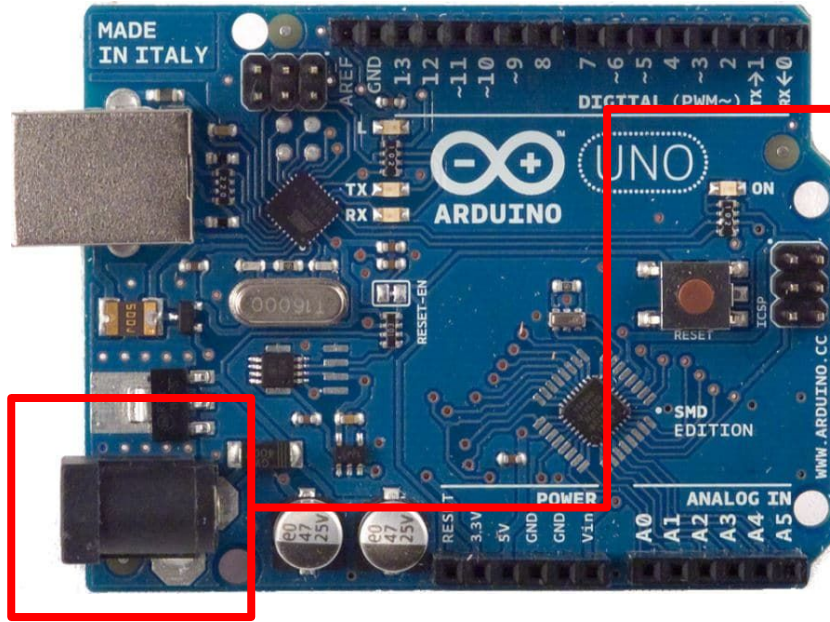 MADE
IN ITALY
AREF
GND
13
12
~11
~10
~9
8
7
~6
~5
4
~3
2
TX→1
RX←0
DIGITAL (PWM~)
L
TX
RX
ARDUINO
™
UNO
ON
T16.000
RESET-EN
RESET
ICSP
SMD
EDITION
WWW.ARDUINO.CC
POWER
ANALOG IN
RESET
3.3V
5V
GND
GND
Vin
A0
A1
A2
A3
A4
A5
47
25V
47
25V